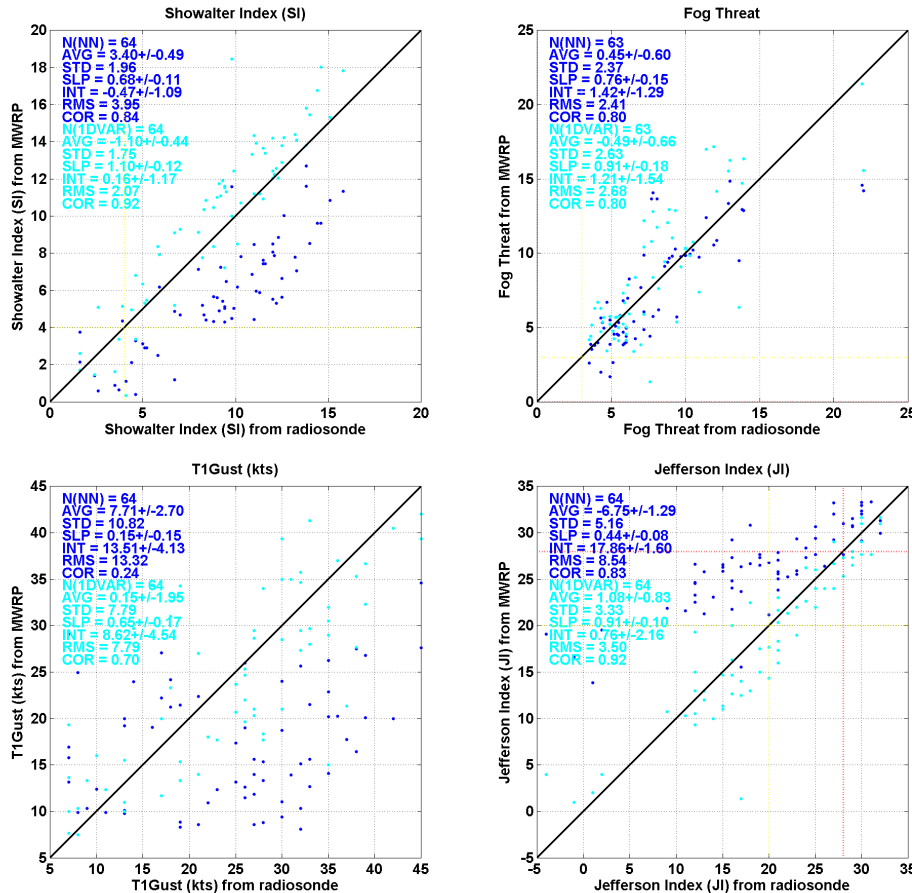 Showalter Index (SI)
N(NN) = 64
AVG = 3.40+/-0.49
STD = 1.96
SLP = 0.68+/-0.11
INT = -0.47+/-1.09
RMS = 3.95
COR = 0.84
N(1DVAR) = 64
AVG = -1.10+/-0.44
STD = 1.75
SLP = 1.10+/-0.12
INT = 0.16+/-1.17
RMS = 2.07
COR = 0.92
Showalter Index (SI) from MWRP
20
18
16
14
12
10
8
6
4
2
0
0 5 10 15 20
Showalter Index (SI) from radiosonde
Fog Threat
N(NN) = 63
AVG = 0.45+/-0.60
STD = 2.37
SLP = 0.76+/-0.15
INT = 1.42+/-1.29
RMS = 2.41
COR = 0.80
N(1DVAR) = 63
AVG = -0.49+/-0.66
STD = 2.63
SLP = 0.91+/-0.18
INT = 1.21+/-1.54
RMS = 2.68
COR = 0.80
Fog Threat from MWRP
25
20
15
10
5
0
0 5 10 15 20 25
Fog Threat from radiosonde
T1Gust (kts)
N(NN) = 64
AVG = 7.71+/-2.70
STD = 10.82
SLP = 0.15+/-0.15
INT = 13.51+/-4.13
RMS = 13.32
COR = 0.24
N(1DVAR) = 64
AVG = 0.15+/-1.95
STD = 7.79
SLP = 0.65+/-0.17
INT = 8.62+/-4.54
RMS = 7.79
COR = 0.70
T1Gust (kts) from MWRP
45
40
35
30
25
20
15
10
5
5 10 15 20 25 30 35 40 45
T1Gust (kts) from radiosonde
Jefferson Index (JI)
N(NN) = 64
AVG = -6.75+/-1.29
STD = 5.16
SLP = 0.44+/-0.08
INT = 17.86+/-1.60
RMS = 8.54
COR = 0.83
N(1DVAR) = 64
AVG = 1.08+/-0.83
STD = 3.33
SLP = 0.91+/-0.10
INT = 0.76+/-2.16
RMS = 3.50
COR = 0.92
Jefferson Index (JI) from MWRP
35
30
25
20
15
10
5
0
-5
-5 0 5 10 15 20 25 30 35
Jefferson Index (JI) from radiosonde